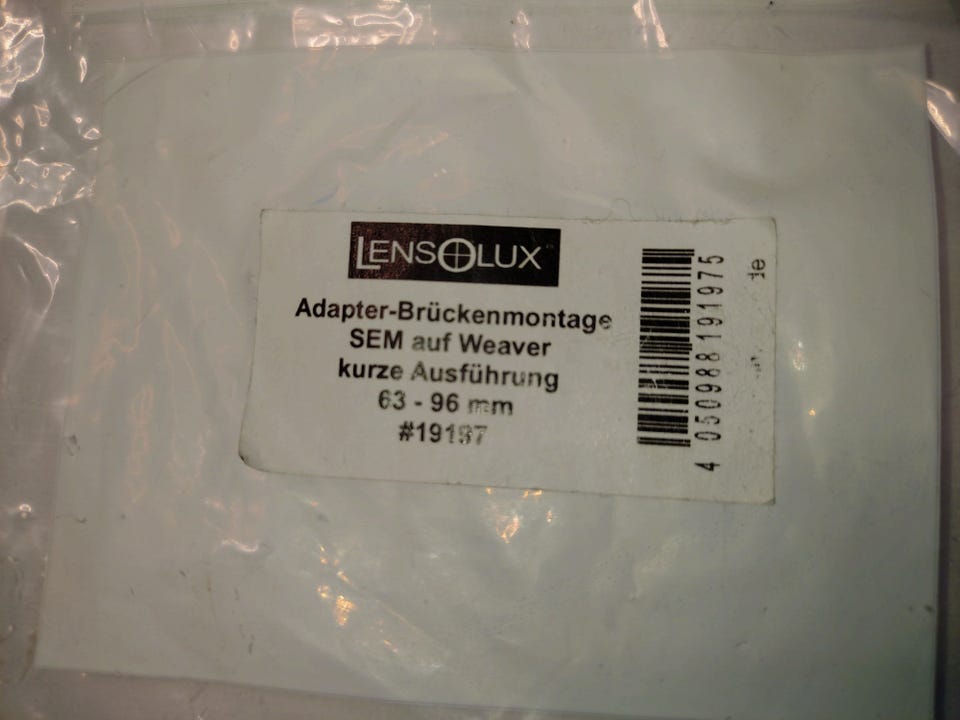 LENSOLUX
Adapter-Brückenmontage
SEM auf Weaver
kurze Ausführung
63 - 96 mm
#19197
4 050988 191975